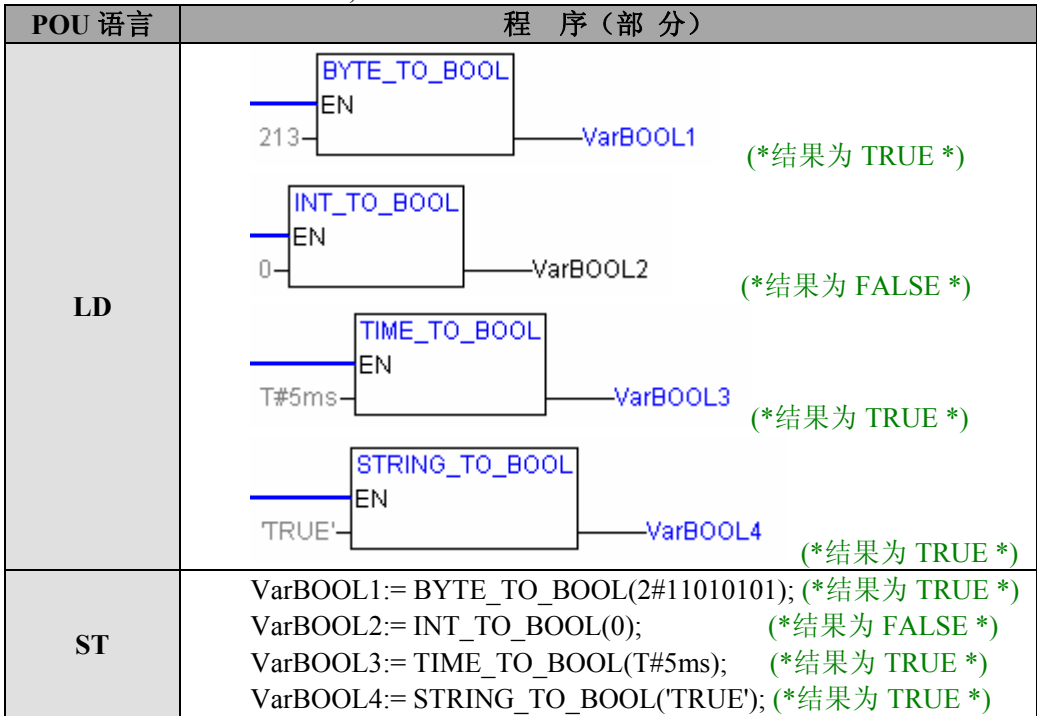 POU 语言 程 序（部 分）
LD
BYTE_TO_BOOL
EN
213 VarBOOL1
(*结果为 TRUE *)
INT_TO_BOOL
EN
0 VarBOOL2
(*结果为 FALSE *)
TIME_TO_BOOL
EN
T#5ms VarBOOL3
(*结果为 TRUE *)
STRING_TO_BOOL
EN
'TRUE' VarBOOL4
(*结果为 TRUE *)
ST
VarBOOL1:= BYTE_TO_BOOL(2#11010101); (*结果为 TRUE *)
VarBOOL2:= INT_TO_BOOL(0); (*结果为 FALSE *)
VarBOOL3:= TIME_TO_BOOL(T#5ms); (*结果为 TRUE *)
VarBOOL4:= STRING_TO_BOOL('TRUE'); (*结果为 TRUE *)